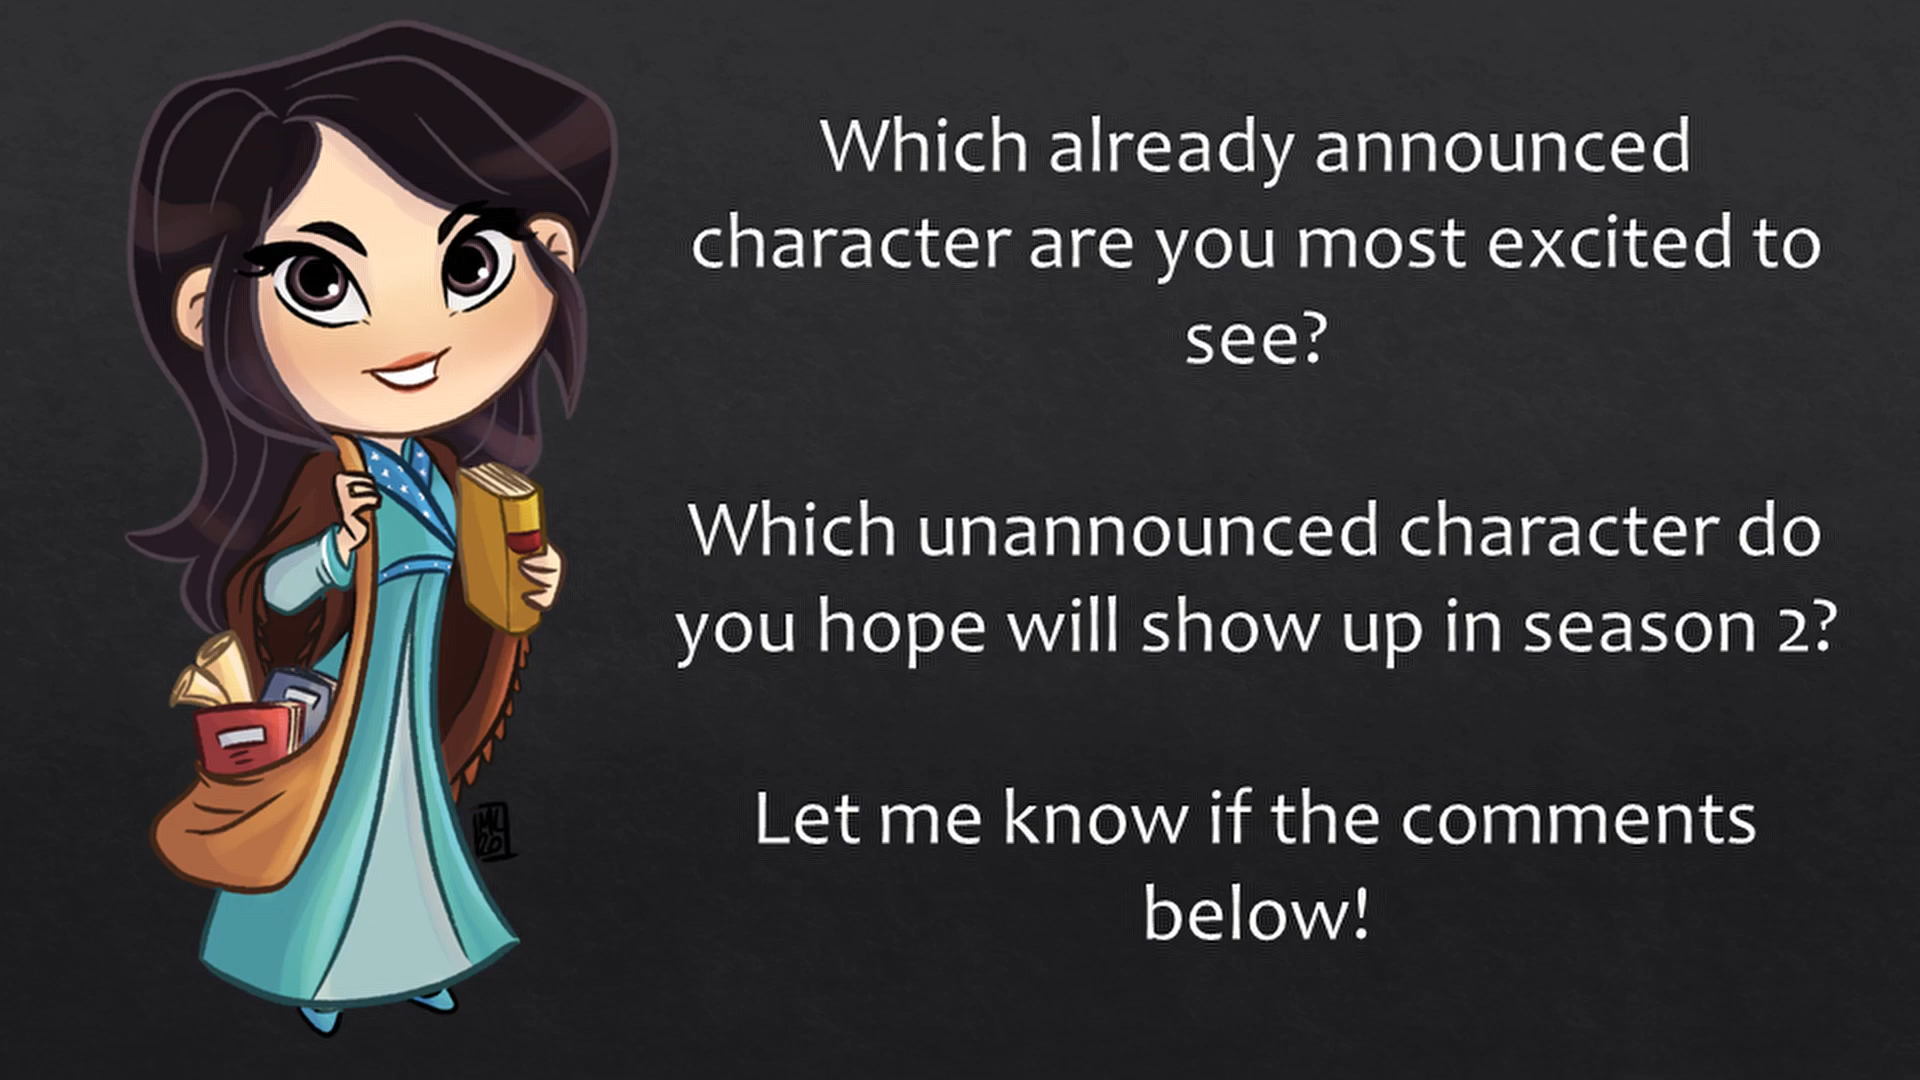 Which already announced
character are you most excited to
see?
Which unannounced character do
you hope will show up in season 2?
Let me know if the comments
below!